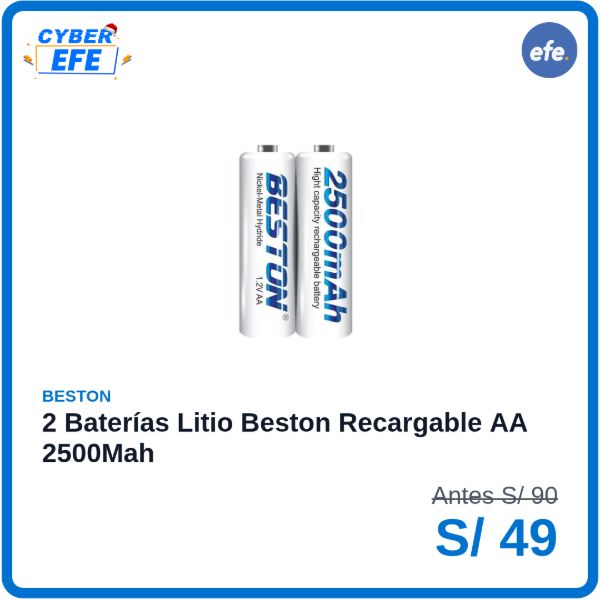 CYBER
EFE
efe.
BESTON®
Nickel-Metal Hydride
1.2V AA
2500mAh
Hight capacity rechargeable battery
BESTON
2 Baterías Litio Beston Recargable AA
2500Mah
Antes S/ 90
S/ 49